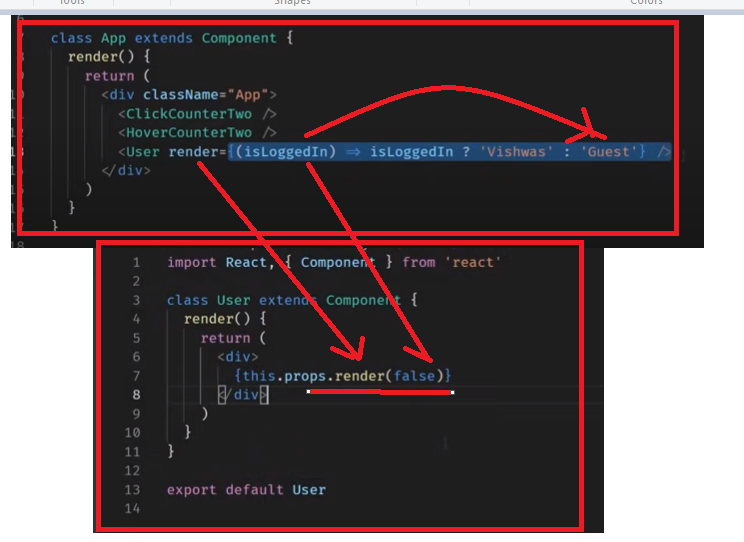 Tools Shapes Colors
class App extends Component {
render() {
return (
<div className="App">
<ClickCounterTwo />
<HoverCounterTwo />
<User render={(isLoggedIn) => isLoggedIn ? 'Vishwas' : 'Guest'} />
</div>
)
}
}
18
1 import React, { Component } from 'react'
2
3 class User extends Component {
4 render() {
5 return (
6 <div>
7 {this.props.render(false)}
8 </div>
9 )
10 }
11 }
12
13 export default User
14